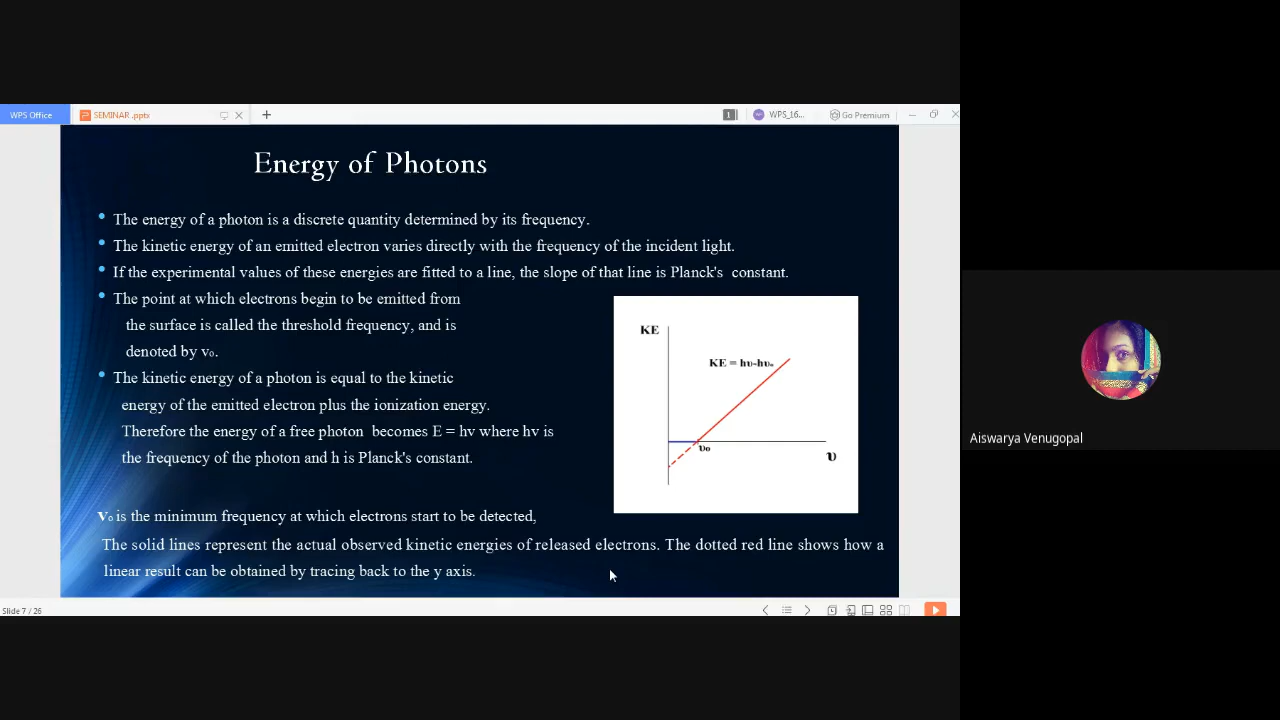 WPS Office
SEMINAR .pptx
1
WPS_16...
Go Premium
Energy of Photons
• The energy of a photon is a discrete quantity determined by its frequency.
• The kinetic energy of an emitted electron varies directly with the frequency of the incident light.
• If the experimental values of these energies are fitted to a line, the slope of that line is Planck's constant.
• The point at which electrons begin to be emitted from
the surface is called the threshold frequency, and is
denoted by v₀.
• The kinetic energy of a photon is equal to the kinetic
energy of the emitted electron plus the ionization energy.
Therefore the energy of a free photon becomes E = hv where hv is
the frequency of the photon and h is Planck's constant.
KE
KE = hυ-hυ₀
υ₀
υ
v₀ is the minimum frequency at which electrons start to be detected,
The solid lines represent the actual observed kinetic energies of released electrons. The dotted red line shows how a
linear result can be obtained by tracing back to the y axis.
Slide 7 / 26
Aiswarya Venugopal